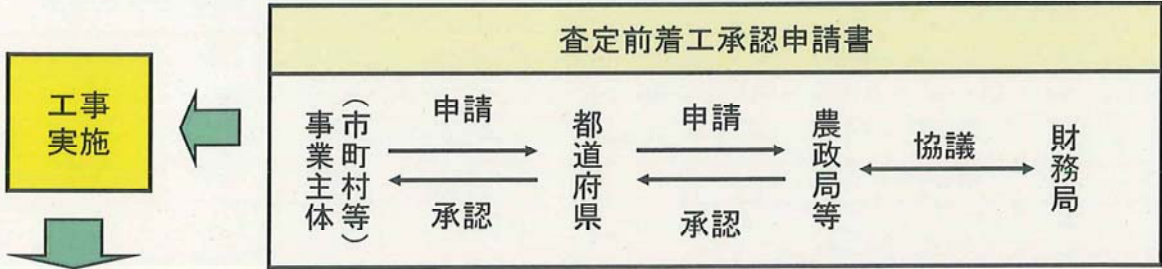 査定前着工承認申請書
工事
実施
事業主体
（市町村等）
申請
承認
都道府県
申請
承認
農政局等
協議
財務局